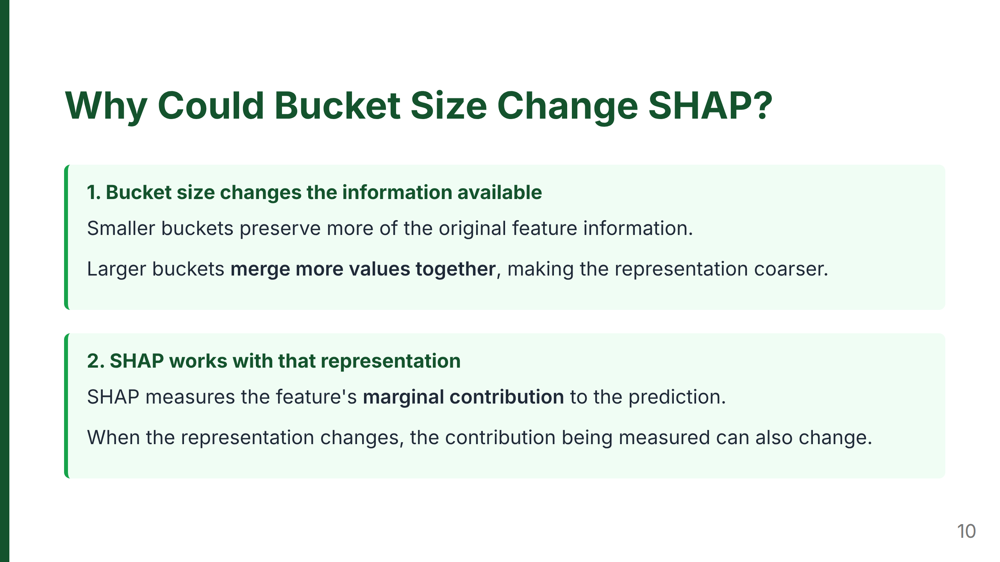 Why Could Bucket Size Change SHAP?
1. Bucket size changes the information available
Smaller buckets preserve more of the original feature information.
Larger buckets merge more values together, making the representation coarser.
2. SHAP works with that representation
SHAP measures the feature's marginal contribution to the prediction.
When the representation changes, the contribution being measured can also change.
10